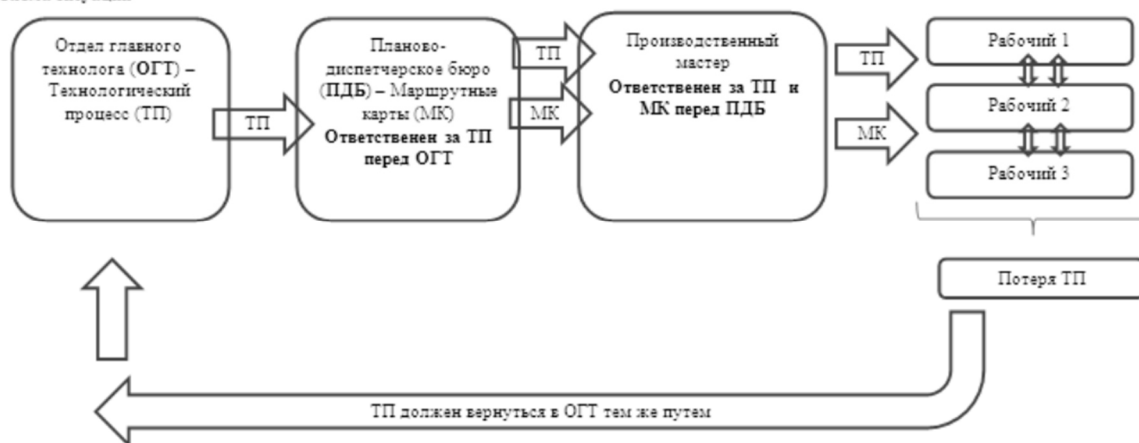 Отдел главного
технолога (ОГТ) –
Технологический
процесс (ТП)
ТП
Планово-
диспетчерское бюро
(ПДБ) – Маршрутные
карты (МК)
Ответственен за ТП
перед ОГТ
ТП
МК
Производственный
мастер
Ответственен за ТП и
МК перед ПДБ
ТП
МК
Рабочий 1
Рабочий 2
Рабочий 3
Потеря ТП
ТП должен вернуться в ОГТ тем же путем